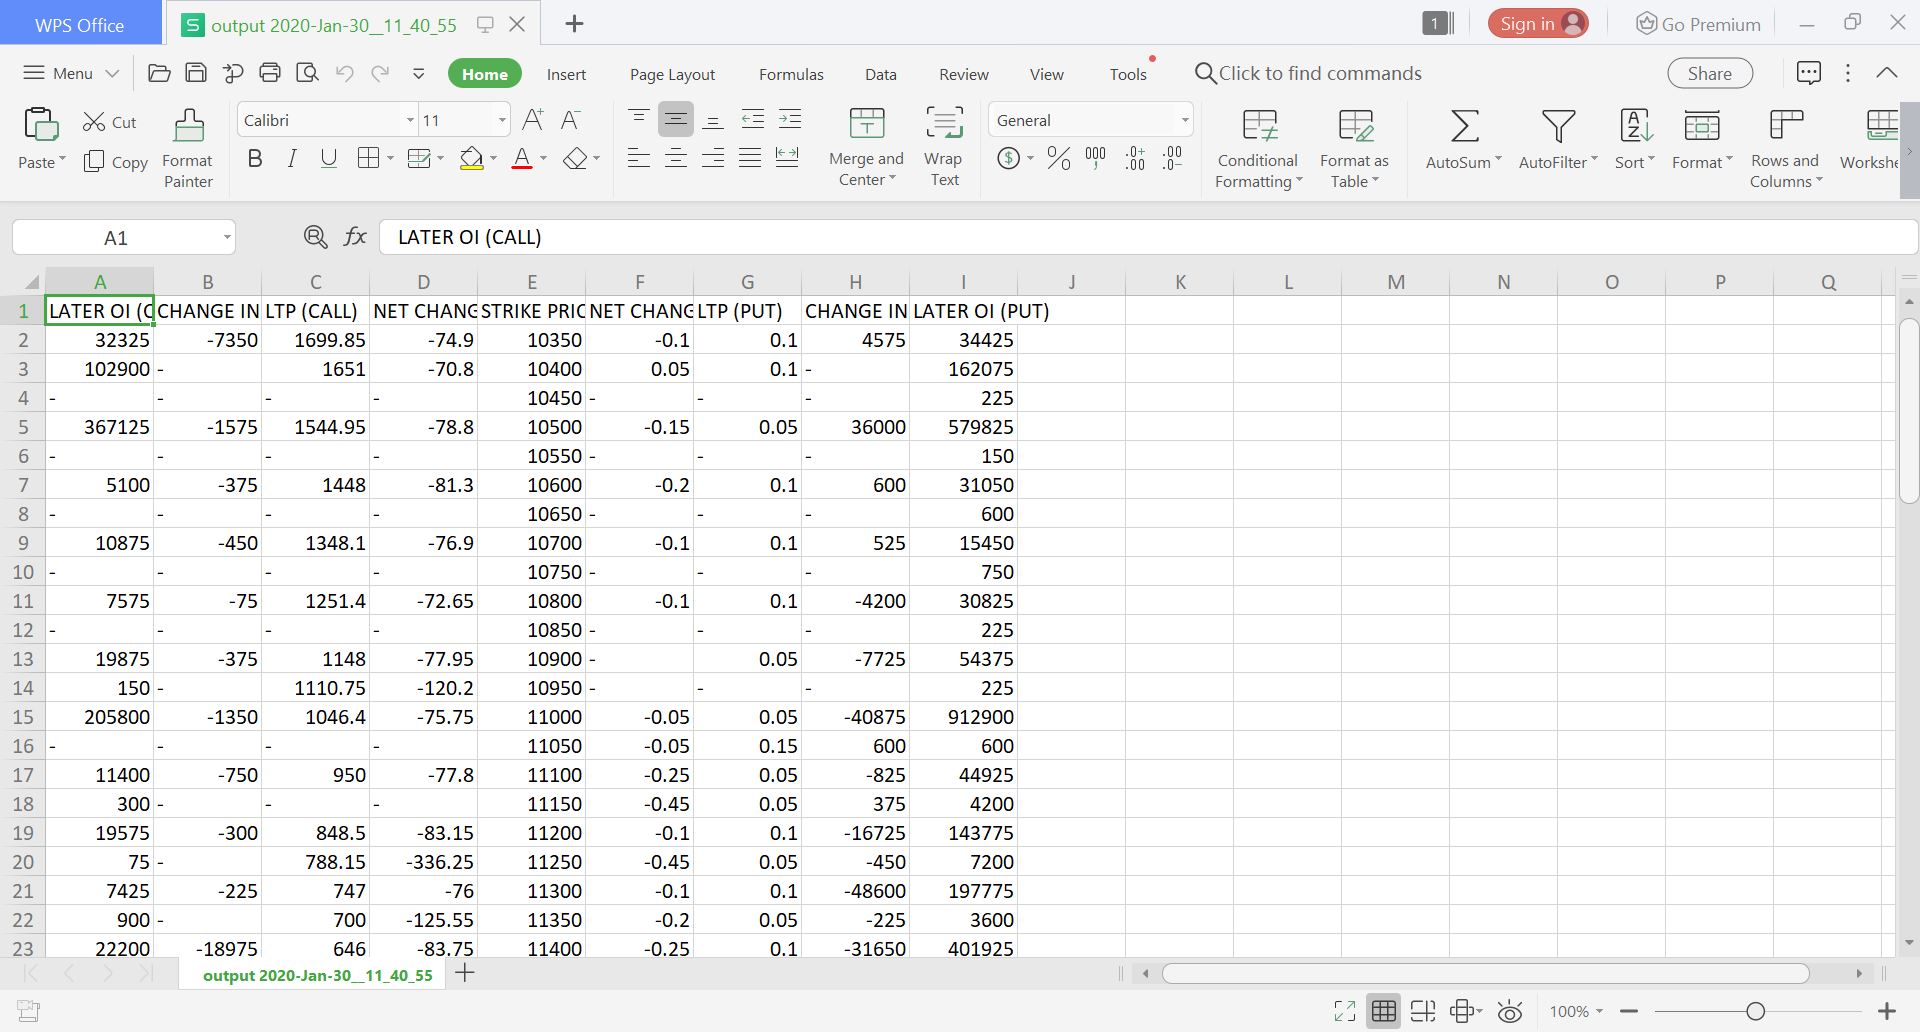 WPS Office
S output 2020-Jan-30__11_40_55
1
Sign in
Go Premium
Menu
Home Insert Page Layout Formulas Data Review View Tools
Click to find commands
Share
Paste
Cut
Copy
Format Painter
Calibri 11
B I U A
Merge and Center
Wrap Text
General
Conditional Formatting
Format as Table
AutoSum
AutoFilter
Sort
Format
Rows and Columns
Workshe
A1
fx LATER OI (CALL)
A B C D E F G H I J K L M N O P Q
1 LATER OI (C CHANGE IN LTP (CALL) NET CHANG STRIKE PRIC NET CHANG LTP (PUT) CHANGE IN LATER OI (PUT)
2 32325 -7350 1699.85 -74.9 10350 -0.1 0.1 4575 34425
3 102900 - 1651 -70.8 10400 0.05 0.1 - 162075
4 - - - - 10450 - - - 225
5 367125 -1575 1544.95 -78.8 10500 -0.15 0.05 36000 579825
6 - - - - 10550 - - - 150
7 5100 -375 1448 -81.3 10600 -0.2 0.1 600 31050
8 - - - - 10650 - - - 600
9 10875 -450 1348.1 -76.9 10700 -0.1 0.1 525 15450
10 - - - - 10750 - - - 750
11 7575 -75 1251.4 -72.65 10800 -0.1 0.1 -4200 30825
12 - - - - 10850 - - - 225
13 19875 -375 1148 -77.95 10900 - 0.05 -7725 54375
14 150 - 1110.75 -120.2 10950 - - - 225
15 205800 -1350 1046.4 -75.75 11000 -0.05 0.05 -40875 912900
16 - - - - 11050 -0.05 0.15 600 600
17 11400 -750 950 -77.8 11100 -0.25 0.05 -825 44925
18 300 - - - 11150 -0.45 0.05 375 4200
19 19575 -300 848.5 -83.15 11200 -0.1 0.1 -16725 143775
20 75 - 788.15 -336.25 11250 -0.45 0.05 -450 7200
21 7425 -225 747 -76 11300 -0.1 0.1 -48600 197775
22 900 - 700 -125.55 11350 -0.2 0.05 -225 3600
23 22200 -18975 646 -83.75 11400 -0.25 0.1 -31650 401925
output 2020-Jan-30__11_40_55
100%